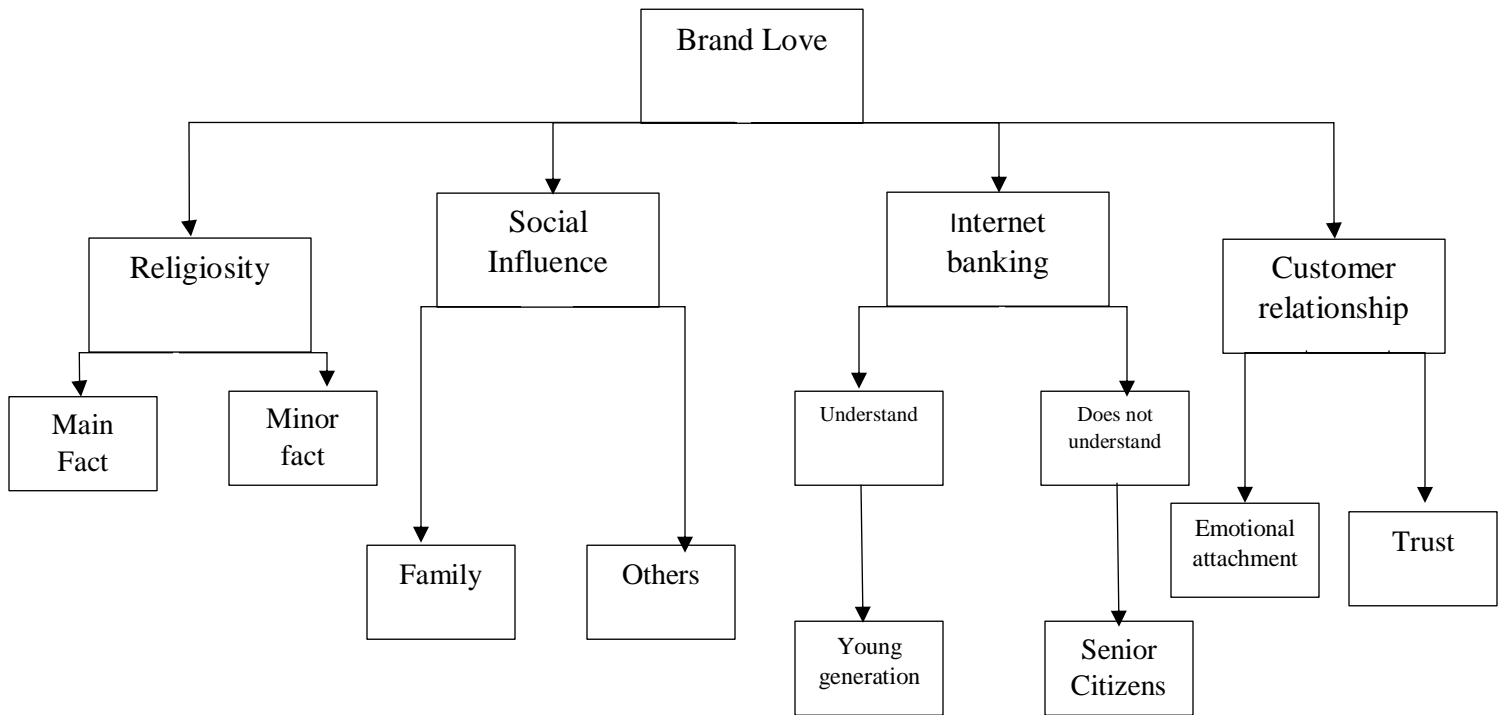 Brand Love
Religiosity
Social
Influence
Internet
banking
Customer
relationship
Main
Fact
Minor
fact
Family
Others
Understand
Does not
understand
Young
generation
Senior
Citizens
Emotional
attachment
Trust